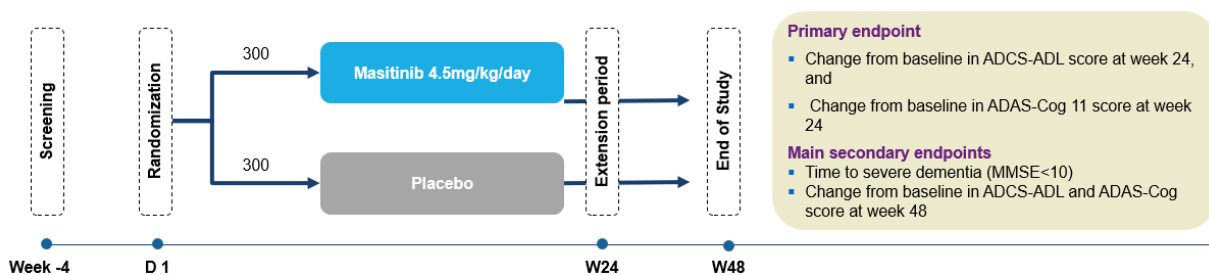 Screening
Randomization
300
300
Masitinib 4.5mg/kg/day
Placebo
Extension period
End of Study
Primary endpoint
▪ Change from baseline in ADCS-ADL score at week 24,
and
▪ Change from baseline in ADAS-Cog 11 score at week
24
Main secondary endpoints
▪ Time to severe dementia (MMSE<10)
▪ Change from baseline in ADCS-ADL and ADAS-Cog
score at week 48
Week -4
D 1
W24
W48